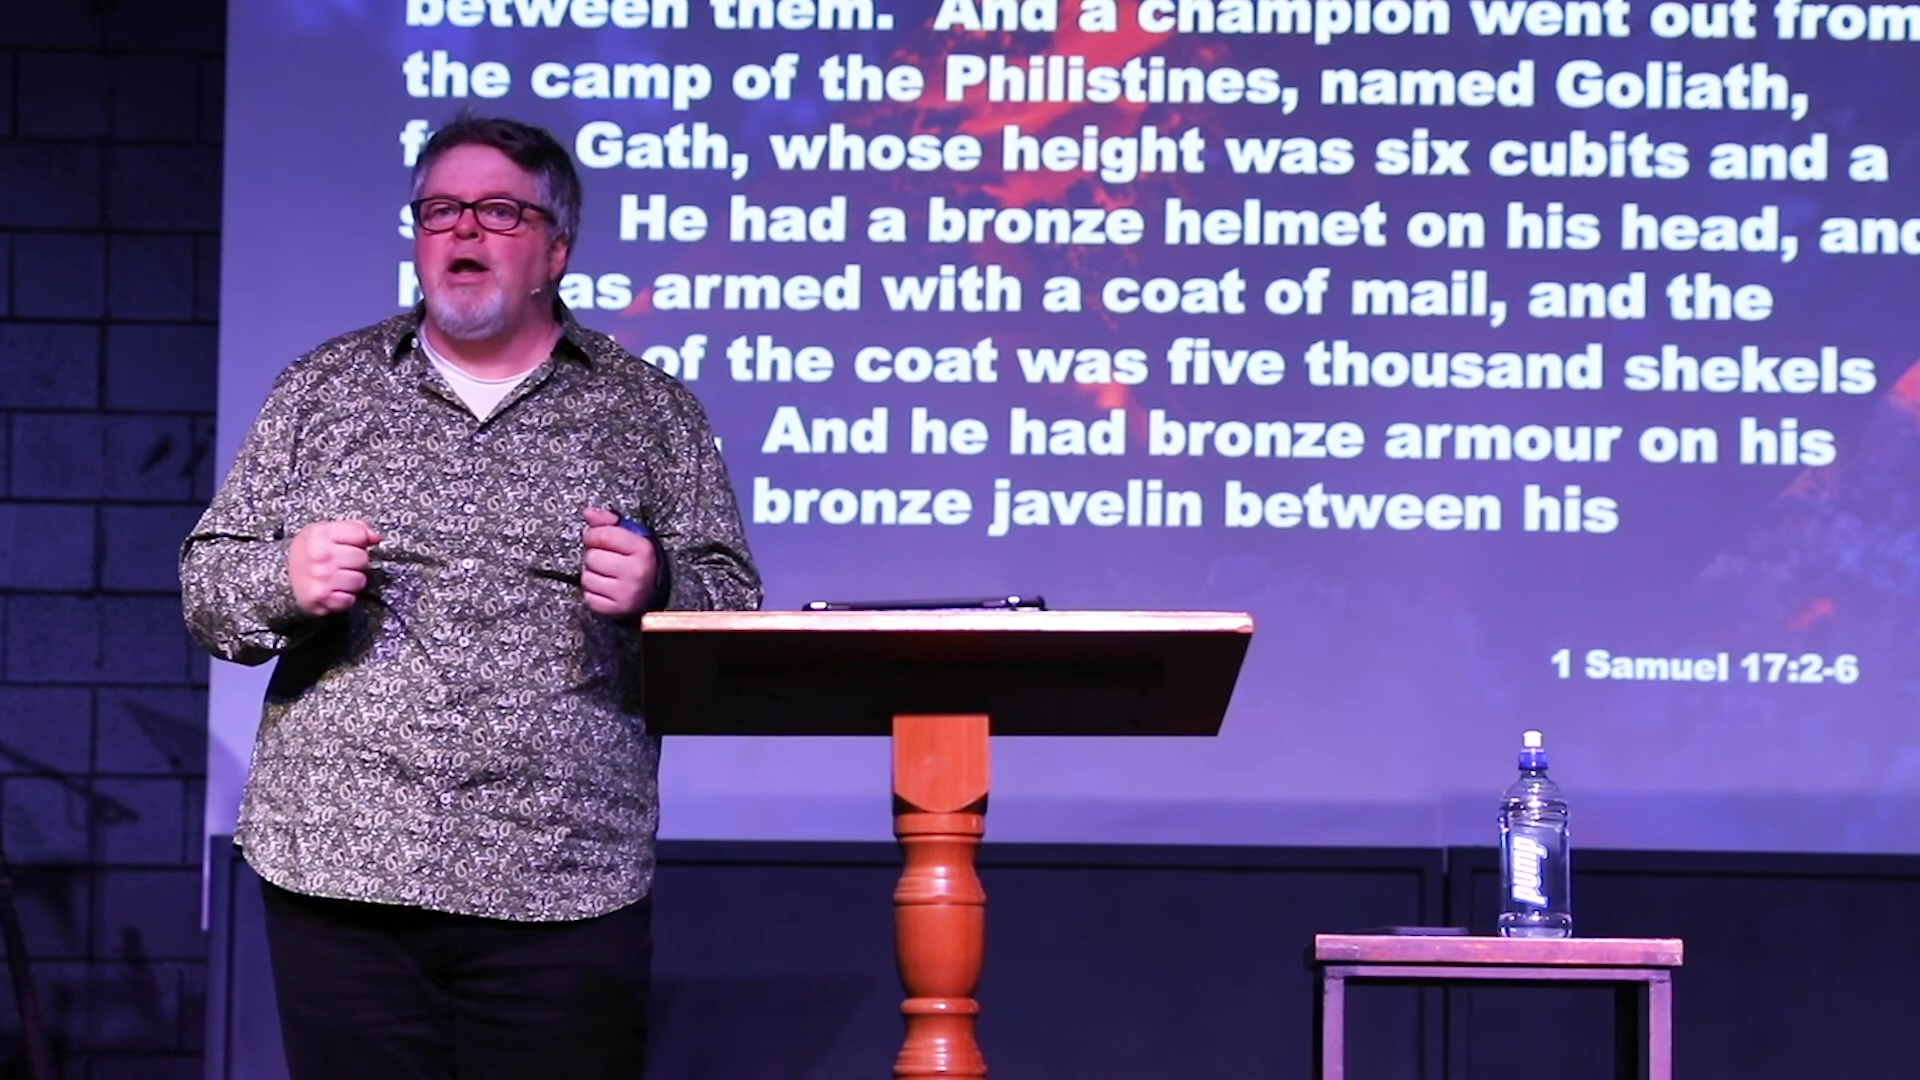 between them. And a champion went out from
the camp of the Philistines, named Goliath,
Gath, whose height was six cubits and a
He had a bronze helmet on his head, and
armed with a coat of mail, and the
of the coat was five thousand shekels
. And he had bronze armour on his
bronze javelin between his
1 Samuel 17:2-6
pump